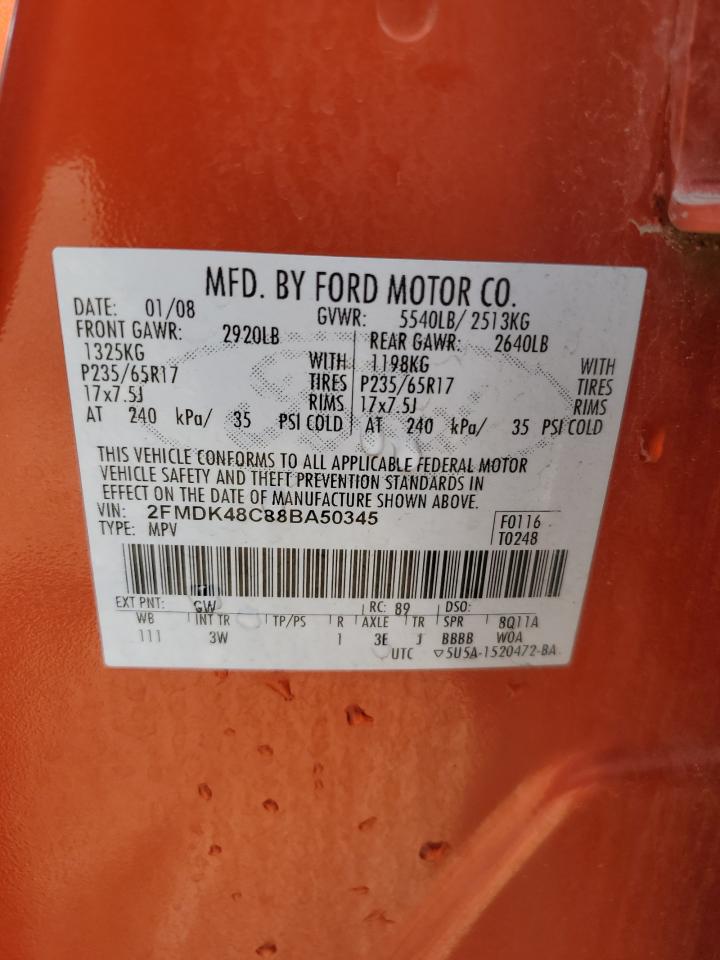 MFD. BY FORD MOTOR CO.
DATE: 01/08 GVWR: 5540LB/ 2513KG
FRONT GAWR: 2920LB REAR GAWR: 2640LB
1325KG WITH 1198KG WITH
P235/65R17 TIRES P235/65R17 TIRES
17x7.5J RIMS 17x7.5J RIMS
AT 240 kPa/ 35 PSI COLD AT 240 kPa/ 35 PSI COLD
THIS VEHICLE CONFORMS TO ALL APPLICABLE FEDERAL MOTOR
VEHICLE SAFETY AND THEFT PREVENTION STANDARDS IN
EFFECT ON THE DATE OF MANUFACTURE SHOWN ABOVE.
VIN: 2FMDK48C88BA50345 F0116
TYPE: MPV T0248
EXT PNT: GW RC: 89 DSO:
WB INT TR TP/PS R AXLE TR SPR 8Q11A
111 3W 1 3E J BBBB WOA
UTC ▽5U5A-1520472-BA